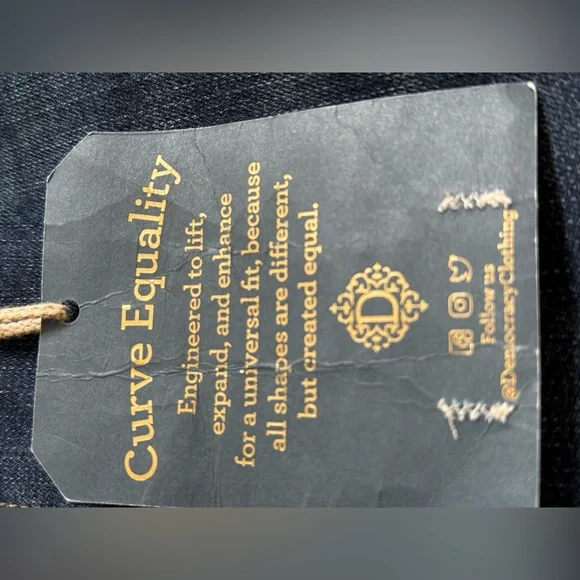 Curve Equality
Engineered to lift,
expand, and enhance
for a universal fit, because
all shapes are different,
but created equal.
D
Follow us
@DemocracyClothing